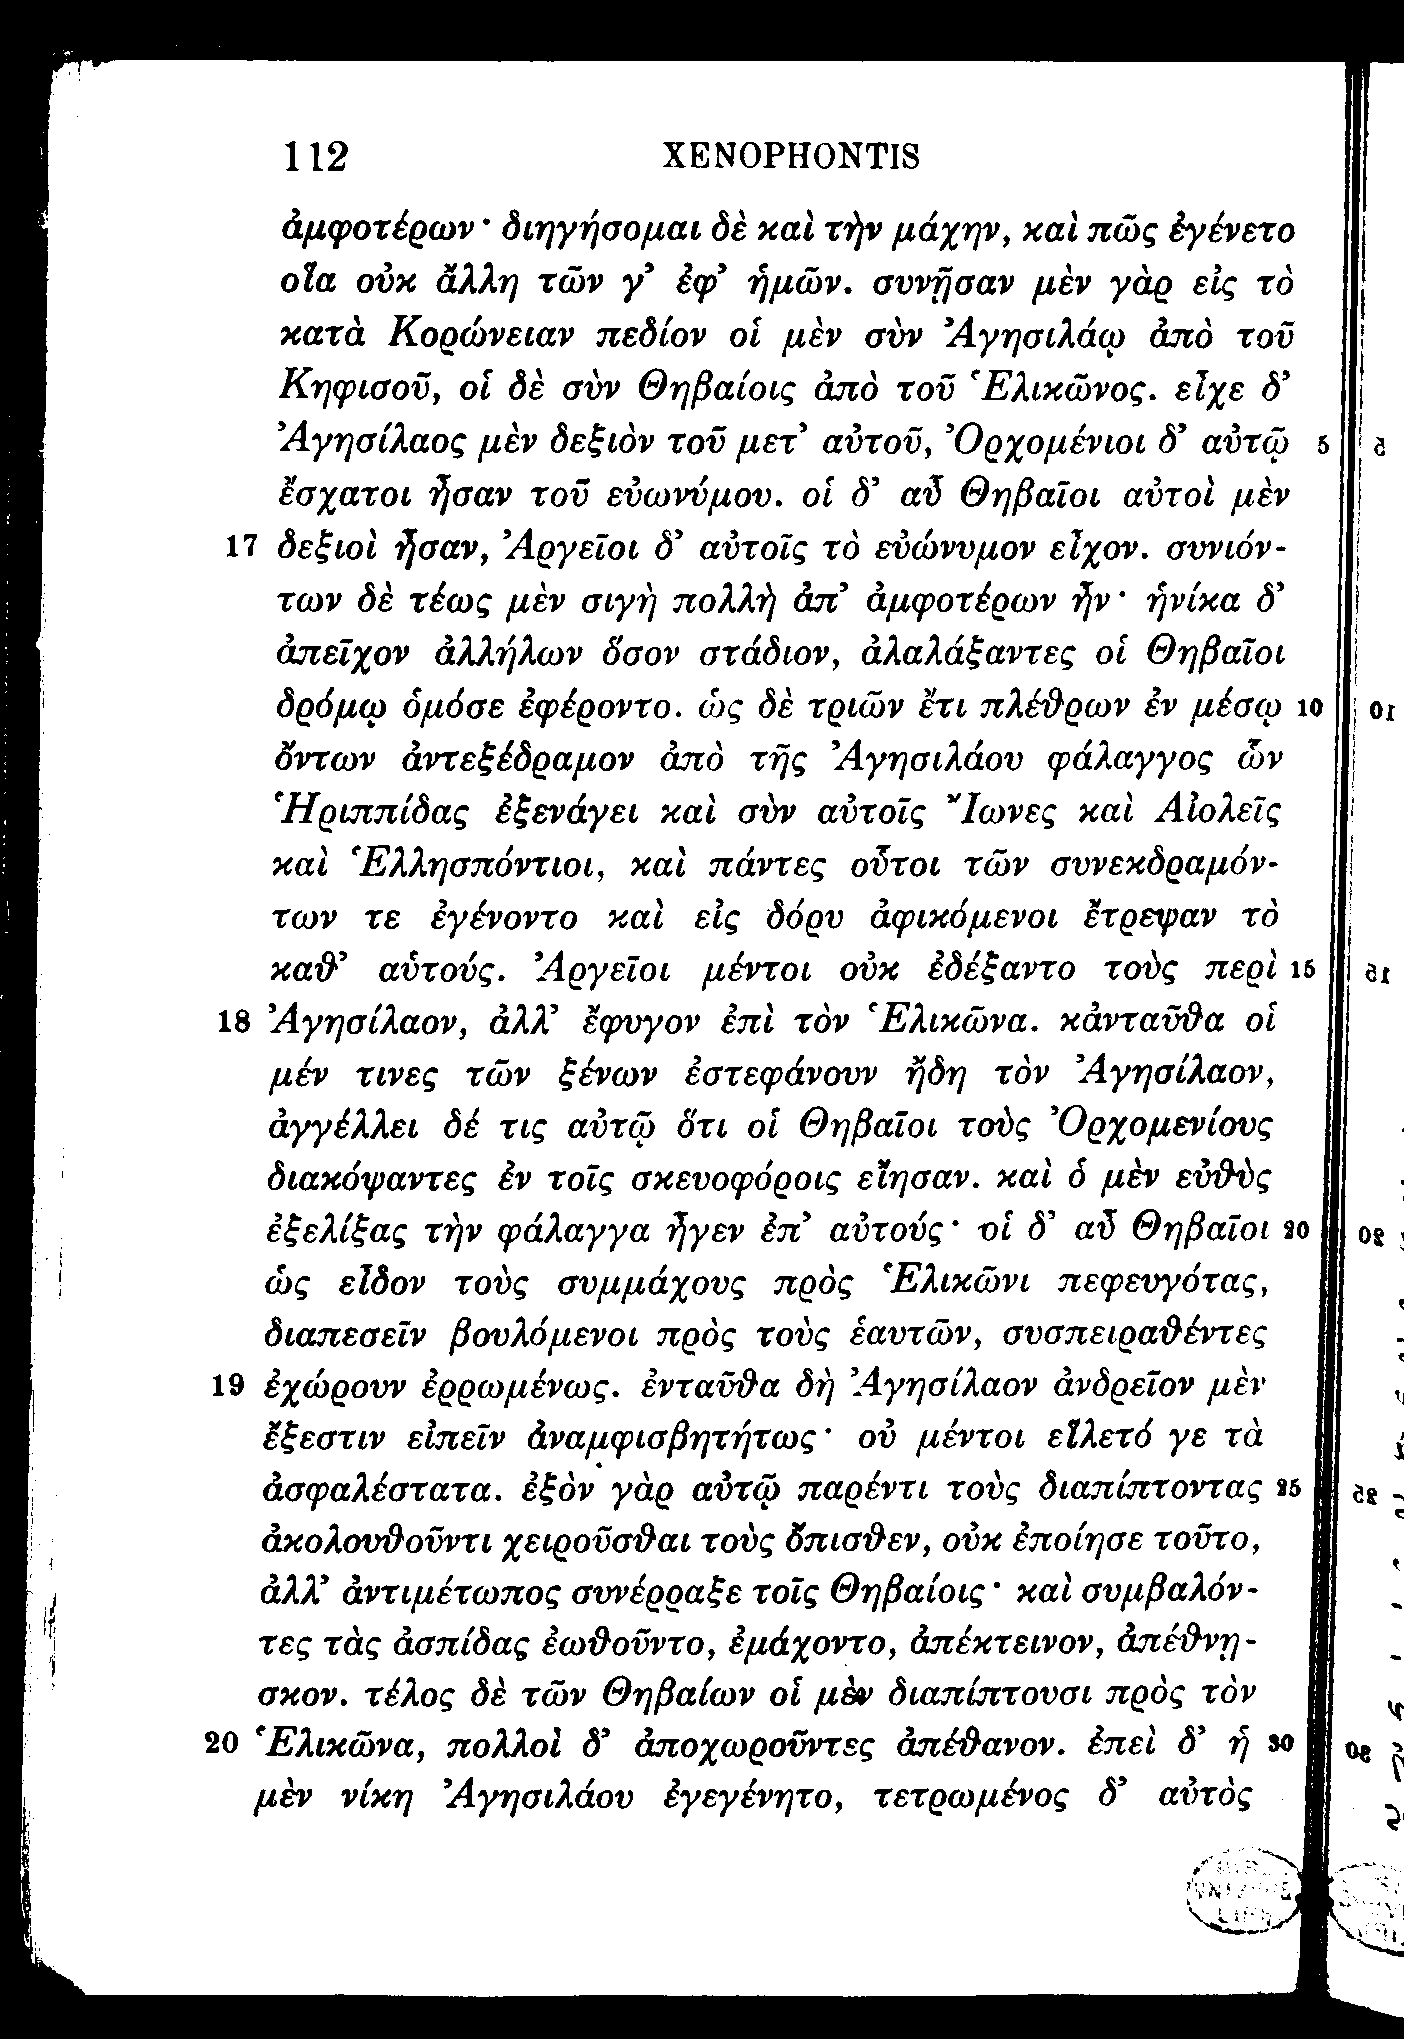 112 XENOPHONTIS
ἀμφοτέρων· διηγήσομαι δὲ καὶ τὴν μάχην, καὶ πῶς ἐγένετο
οἵα οὐκ ἄλλη τῶν γ' ἐφ' ἡμῶν. συνῇσαν μὲν γὰρ εἰς τὸ
κατὰ Κορώνειαν πεδίον οἱ μὲν σὺν Ἀγησιλάῳ ἀπὸ τοῦ
Κηφισοῦ, οἱ δὲ σὺν Θηβαίοις ἀπὸ τοῦ Ἑλικῶνος. εἶχε δ'
Ἀγησίλαος μὲν δεξιὸν τοῦ μετ' αὐτοῦ, Ὀρχομένιοι δ' αὐτῷ 5
ἔσχατοι ἦσαν τοῦ εὐωνύμου. οἱ δ' αὖ Θηβαῖοι αὐτοὶ μὲν
17 δεξιοὶ ἦσαν, Ἀργεῖοι δ' αὐτοῖς τὸ εὐώνυμον εἶχον. συνιόν-
των δὲ τέως μὲν σιγὴ πολλὴ ἀπ' ἀμφοτέρων ἦν· ἡνίκα δ'
ἀπεῖχον ἀλλήλων ὅσον στάδιον, ἀλαλάξαντες οἱ Θηβαῖοι
δρόμῳ ὁμόσε ἐφέροντο. ὡς δὲ τριῶν ἔτι πλέθρων ἐν μέσῳ 10
ὄντων ἀντεξέδραμον ἀπὸ τῆς Ἀγησιλάου φάλαγγος ὧν
Ἡριππίδας ἐξενάγει καὶ σὺν αὐτοῖς Ἴωνες καὶ Αἰολεῖς
καὶ Ἑλλησπόντιοι, καὶ πάντες οὗτοι τῶν συνεκδραμόν-
των τε ἐγένοντο καὶ εἰς δόρυ ἀφικόμενοι ἔτρεψαν τὸ
καθ' αὑτούς. Ἀργεῖοι μέντοι οὐκ ἐδέξαντο τοὺς περὶ 15
18 Ἀγησίλαον, ἀλλ' ἔφυγον ἐπὶ τὸν Ἑλικῶνα. κἀνταῦθα οἱ
μέν τινες τῶν ξένων ἐστεφάνουν ἤδη τὸν Ἀγησίλαον,
ἀγγέλλει δέ τις αὐτῷ ὅτι οἱ Θηβαῖοι τοὺς Ὀρχομενίους
διακόψαντες ἐν τοῖς σκευοφόροις εἴησαν. καὶ ὁ μὲν εὐθὺς
ἐξελίξας τὴν φάλαγγα ἦγεν ἐπ' αὐτούς· οἱ δ' αὖ Θηβαῖοι 20
ὡς εἶδον τοὺς συμμάχους πρὸς Ἑλικῶνι πεφευγότας,
διαπεσεῖν βουλόμενοι πρὸς τοὺς ἑαυτῶν, συσπειραθέντες
19 ἐχώρουν ἐρρωμένως. ἐνταῦθα δὴ Ἀγησίλαον ἀνδρεῖον μὲν
ἔξεστιν εἰπεῖν ἀναμφισβητήτως· οὐ μέντοι εἵλετό γε τὰ
ἀσφαλέστατα. ἐξὸν γὰρ αὐτῷ παρέντι τοὺς διαπίπτοντας 25
ἀκολουθοῦντι χειροῦσθαι τοὺς ὄπισθεν, οὐκ ἐποίησε τοῦτο,
ἀλλ' ἀντιμέτωπος συνέρραξε τοῖς Θηβαίοις· καὶ συμβαλόν-
τες τὰς ἀσπίδας ἐωθοῦντο, ἐμάχοντο, ἀπέκτεινον, ἀπέθνῃ-
σκον. τέλος δὲ τῶν Θηβαίων οἱ μὲν διαπίπτουσι πρὸς τὸν
20 Ἑλικῶνα, πολλοὶ δ' ἀποχωροῦντες ἀπέθανον. ἐπεὶ δ' ἡ 30
μὲν νίκη Ἀγησιλάου ἐγεγένητο, τετρωμένος δ' αὐτὸς